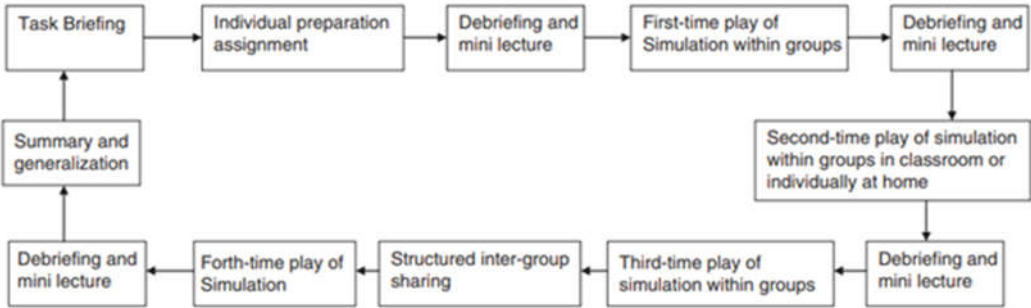 Task Briefing
Individual preparation
assignment
Debriefing and
mini lecture
First-time play of
Simulation within groups
Debriefing and
mini lecture
Second-time play of simulation
within groups in classroom or
individually at home
Debriefing and
mini lecture
Third-time play of
simulation within groups
Structured inter-group
sharing
Forth-time play of
Simulation
Debriefing and
mini lecture
Summary and
generalization